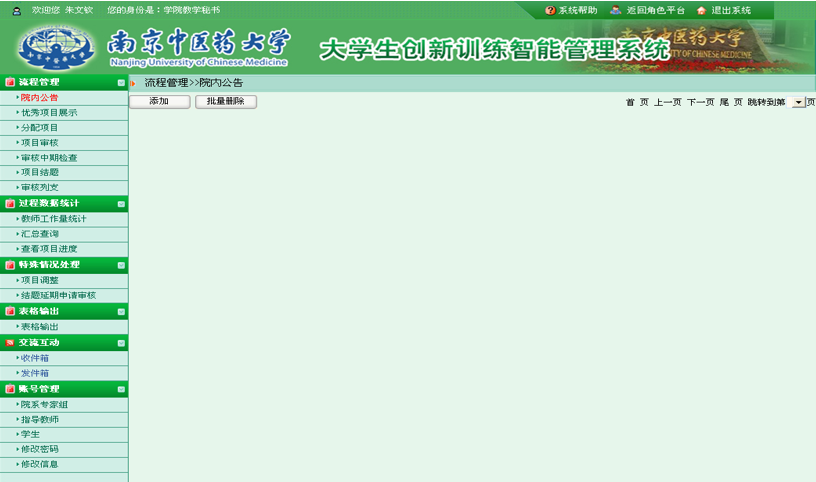 欢迎您 朱文钦 您的身份是：学院教学秘书 系统帮助 返回角色平台 退出系统
南京中医药大学
Nanjing University of Chinese Medicine
大学生创新训练智能管理系统
南京中医药大学
流程管理
院内公告
优秀项目展示
分配项目
项目审核
审核中期检查
项目结题
审核列支
过程数据统计
教师工作量统计
汇总查询
查看项目进度
特殊情况处理
项目调整
结题延期申请审核
表格输出
表格输出
交流互动
收件箱
发件箱
账号管理
院系专家组
指导教师
学生
修改密码
修改信息
流程管理>>院内公告
添加 批量删除 首 页 上一页 下一页 尾 页 跳转到第 页